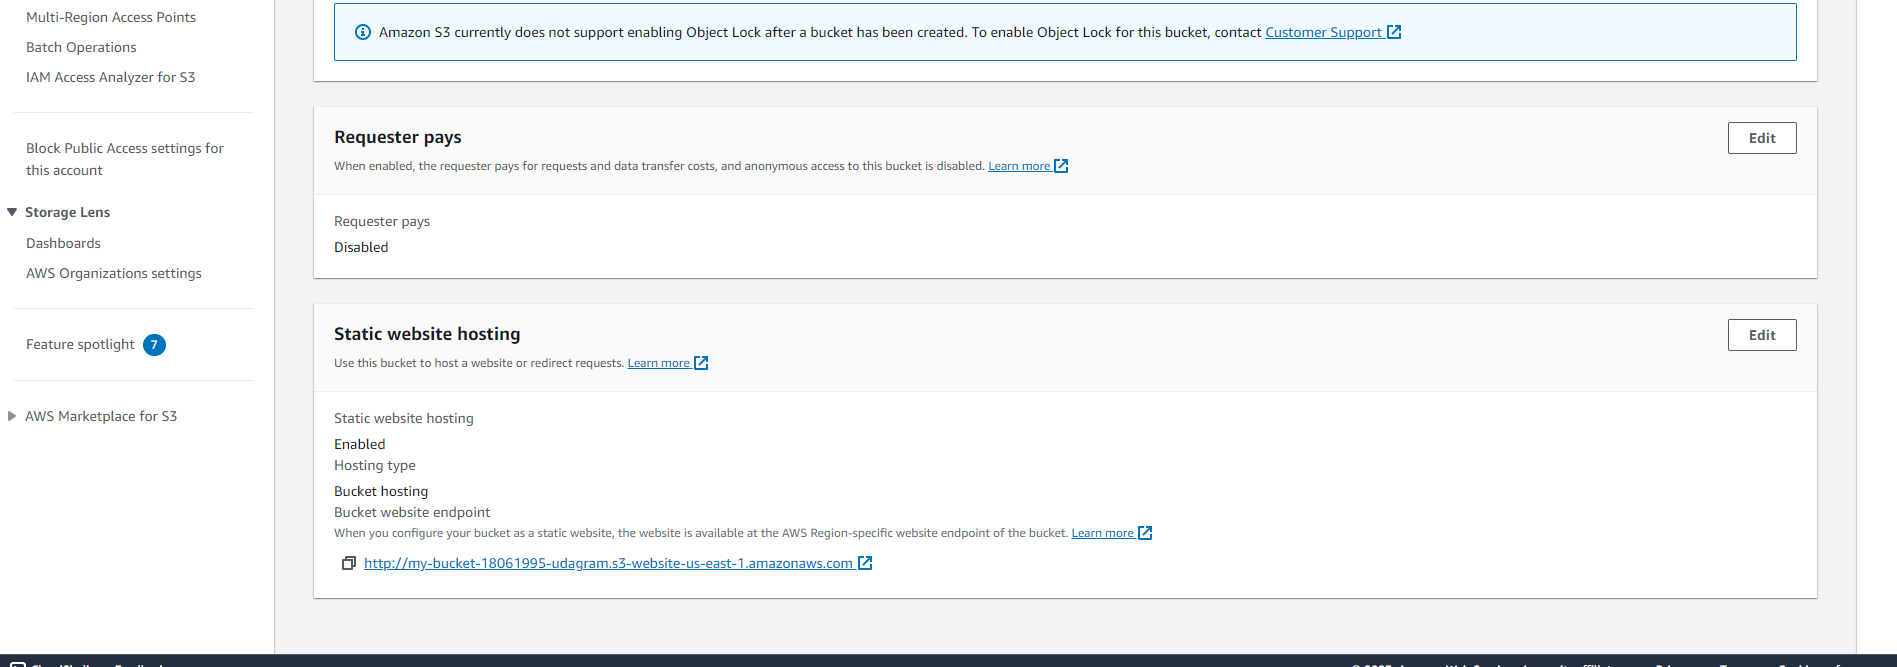 Multi-Region Access Points
Batch Operations
IAM Access Analyzer for S3
Block Public Access settings for
this account
Storage Lens
Dashboards
AWS Organizations settings
Feature spotlight 7
AWS Marketplace for S3
Amazon S3 currently does not support enabling Object Lock after a bucket has been created. To enable Object Lock for this bucket, contact Customer Support
Requester pays
Edit
When enabled, the requester pays for requests and data transfer costs, and anonymous access to this bucket is disabled. Learn more
Requester pays
Disabled
Static website hosting
Edit
Use this bucket to host a website or redirect requests. Learn more
Static website hosting
Enabled
Hosting type
Bucket hosting
Bucket website endpoint
When you configure your bucket as a static website, the website is available at the AWS Region-specific website endpoint of the bucket. Learn more
http://my-bucket-18061995-udagram.s3-website-us-east-1.amazonaws.com